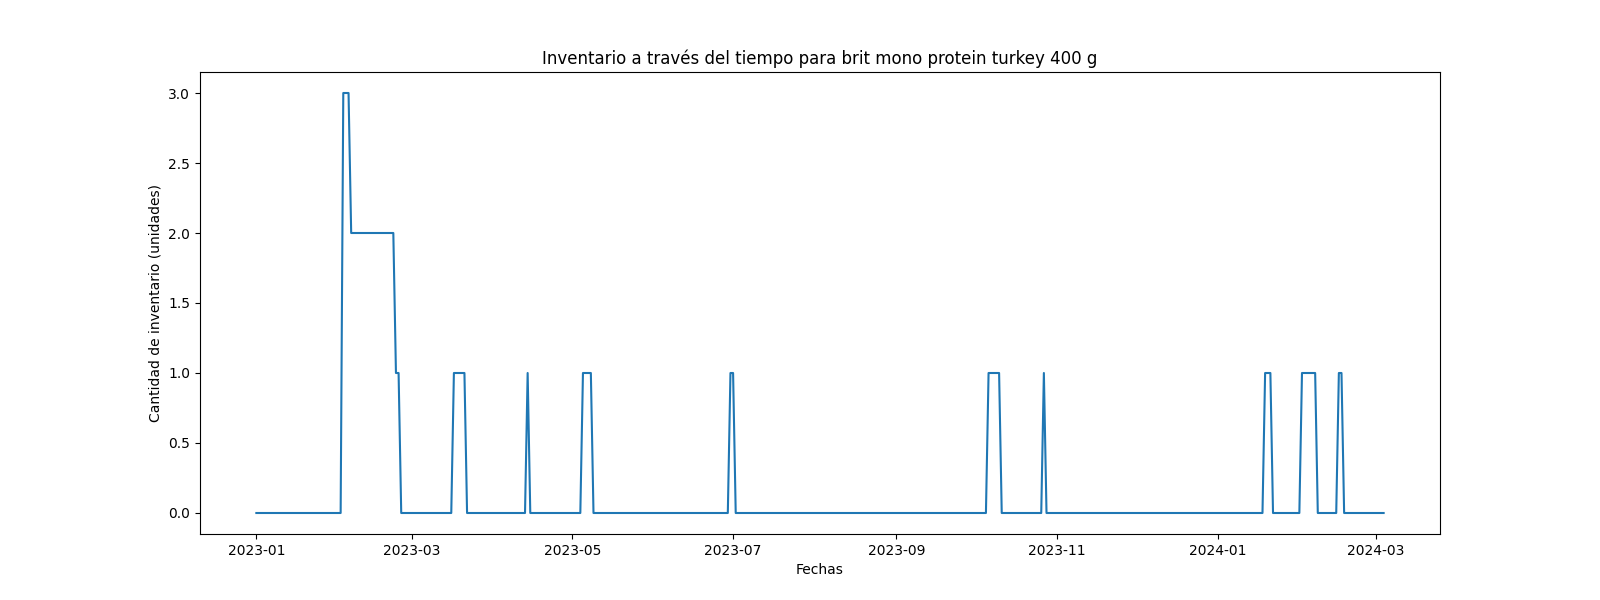 Inventario a través del tiempo para brit mono protein turkey 400 g
Cantidad de inventario (unidades)
3.0
2.5
2.0
1.5
1.0
0.5
0.0
2023-01 2023-03 2023-05 2023-07 2023-09 2023-11 2024-01 2024-03
Fechas